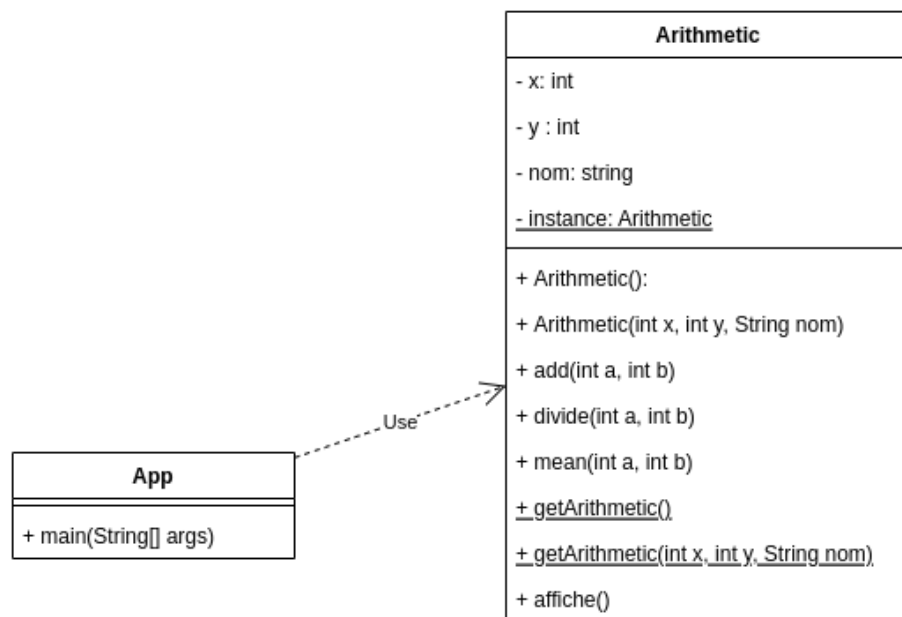 Arithmetic
- x: int
- y : int
- nom: string
- instance: Arithmetic
+ Arithmetic():
+ Arithmetic(int x, int y, String nom)
+ add(int a, int b)
+ divide(int a, int b)
+ mean(int a, int b)
+ getArithmetic()
+ getArithmetic(int x, int y, String nom)
+ affiche()
Use
App
+ main(String[] args)